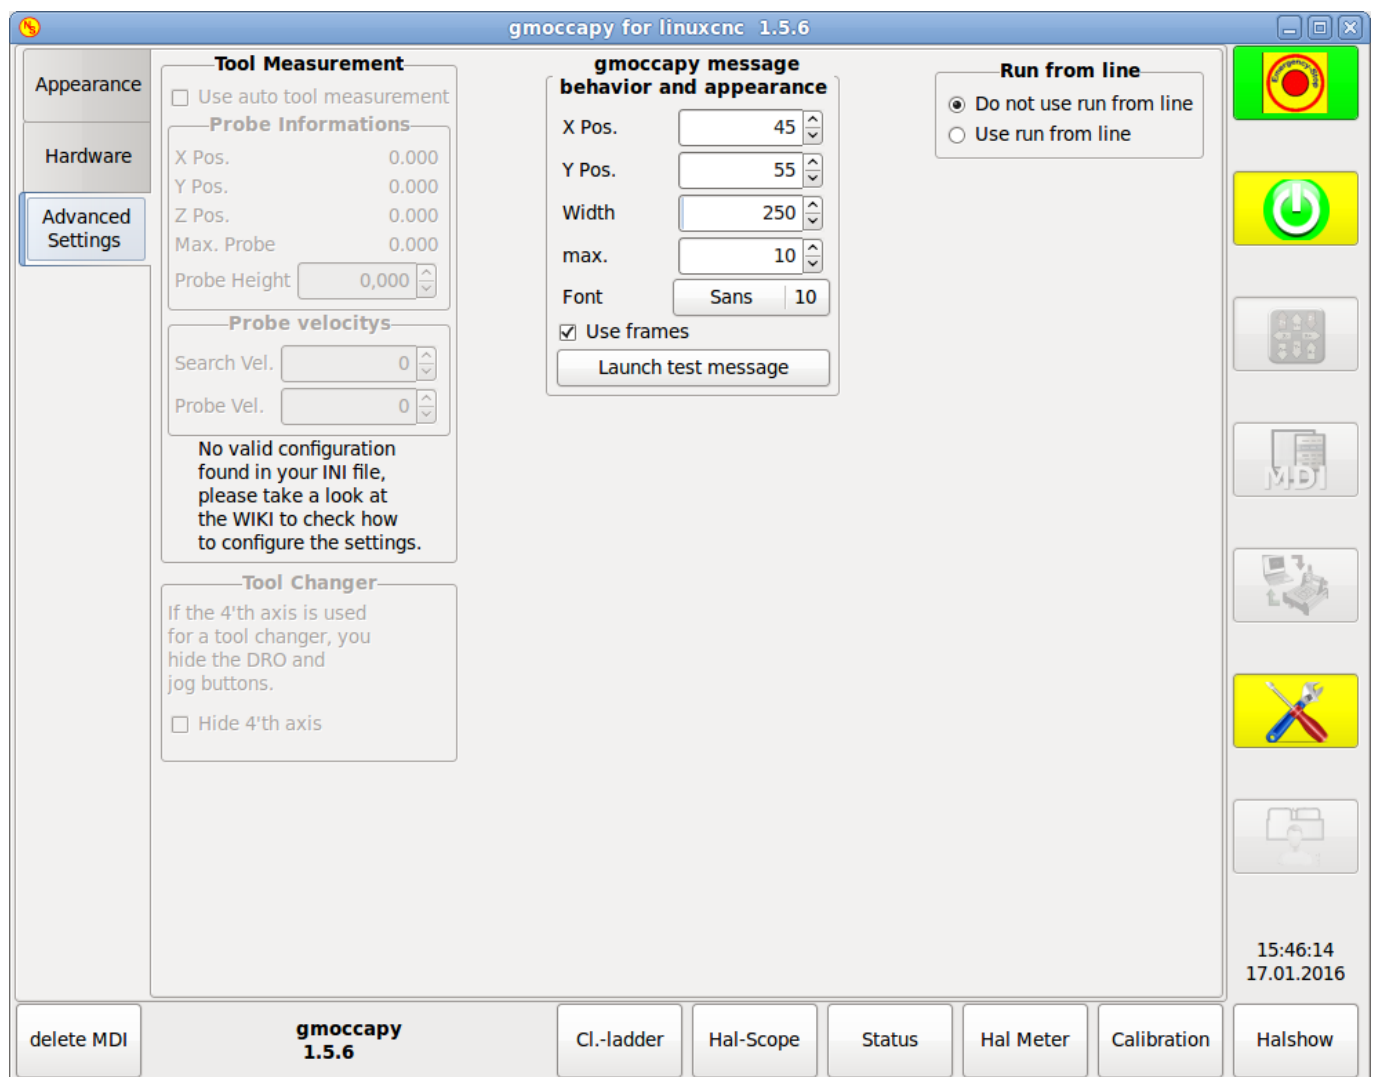 gmoccapy for linuxcnc 1.5.6
Appearance
Hardware
Advanced
Settings
Tool Measurement
Use auto tool measurement
Probe Informations
X Pos. 0.000
Y Pos. 0.000
Z Pos. 0.000
Max. Probe 0.000
Probe Height 0,000
Probe velocitys
Search Vel. 0
Probe Vel. 0
No valid configuration
found in your INI file,
please take a look at
the WIKI to check how
to configure the settings.
Tool Changer
If the 4'th axis is used
for a tool changer, you
hide the DRO and
jog buttons.
Hide 4'th axis
gmoccapy message
behavior and appearance
X Pos. 45
Y Pos. 55
Width 250
max. 10
Font Sans 10
Use frames
Launch test message
Run from line
Do not use run from line
Use run from line
Emergency-Stop
MDI
15:46:14
17.01.2016
delete MDI
gmoccapy
1.5.6
Cl.-ladder
Hal-Scope
Status
Hal Meter
Calibration
Halshow